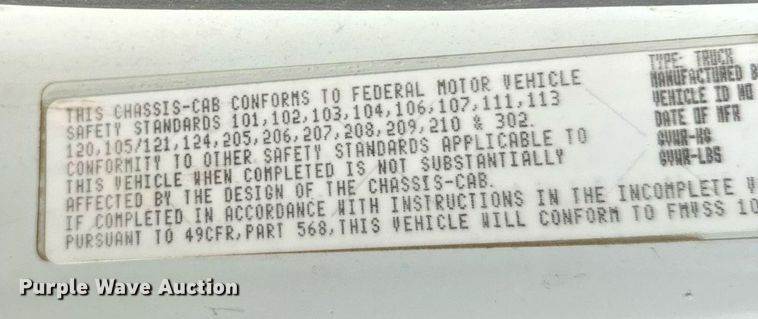 THIS CHASSIS-CAB CONFORMS TO FEDERAL MOTOR VEHICLE
SAFETY STANDARDS 101,102,103,104,106,107,111,113
120,105/121,124,205,206,207,208,209,210 & 302.
CONFORMITY TO OTHER SAFETY STANDARDS APPLICABLE TO
THIS VEHICLE WHEN COMPLETED IS NOT SUBSTANTIALLY
AFFECTED BY THE DESIGN OF THE CHASSIS-CAB.
IF COMPLETED IN ACCORDANCE WITH INSTRUCTIONS IN THE INCOMPLETE V
PURSUANT TO 49CFR,PART 568,THIS VEHICLE WILL CONFORM TO FMVSS 10
TYPE: TRUCK
MANUFACTURED B
VEHICLE ID NO
DATE OF MFR
GVWR-KG
GVWR-LBS
Purple Wave Auction